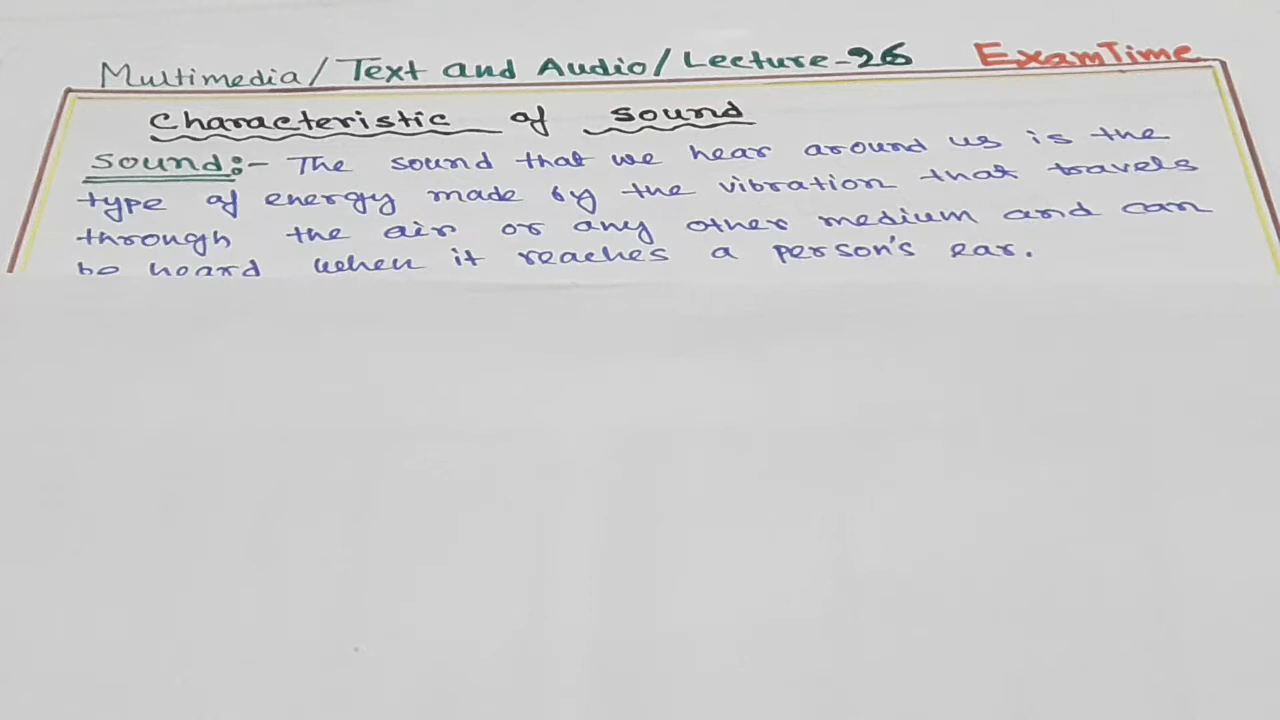 Multimedia/Text and Audio/Lecture-26 ExamTime
Characteristic of sound
Sound:- The sound that we hear around us is the
type of energy made by the vibration that travels
through the air or any other medium and can
be heard when it reaches a person's ear.